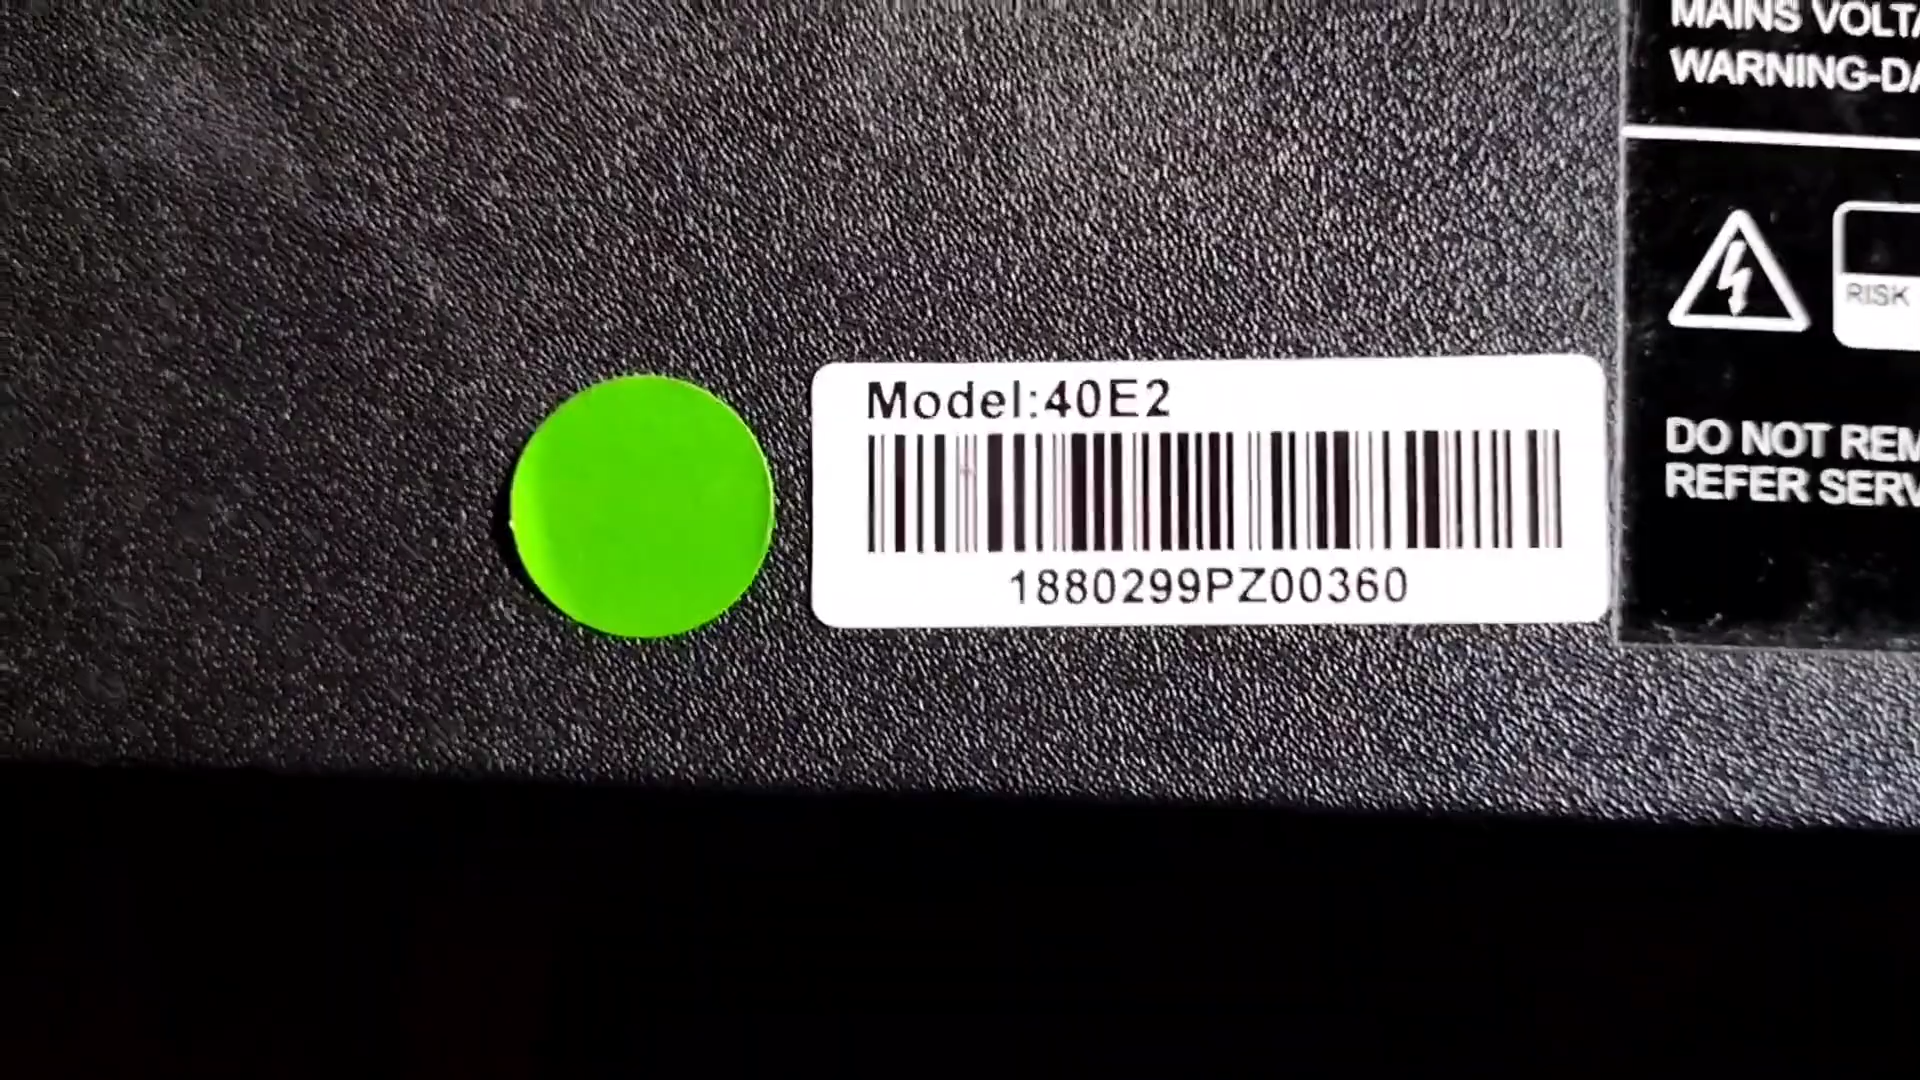 MAINS VOLTA
WARNING-DA
RISK
Model:40E2
1880299PZ00360
DO NOT REM
REFER SERV